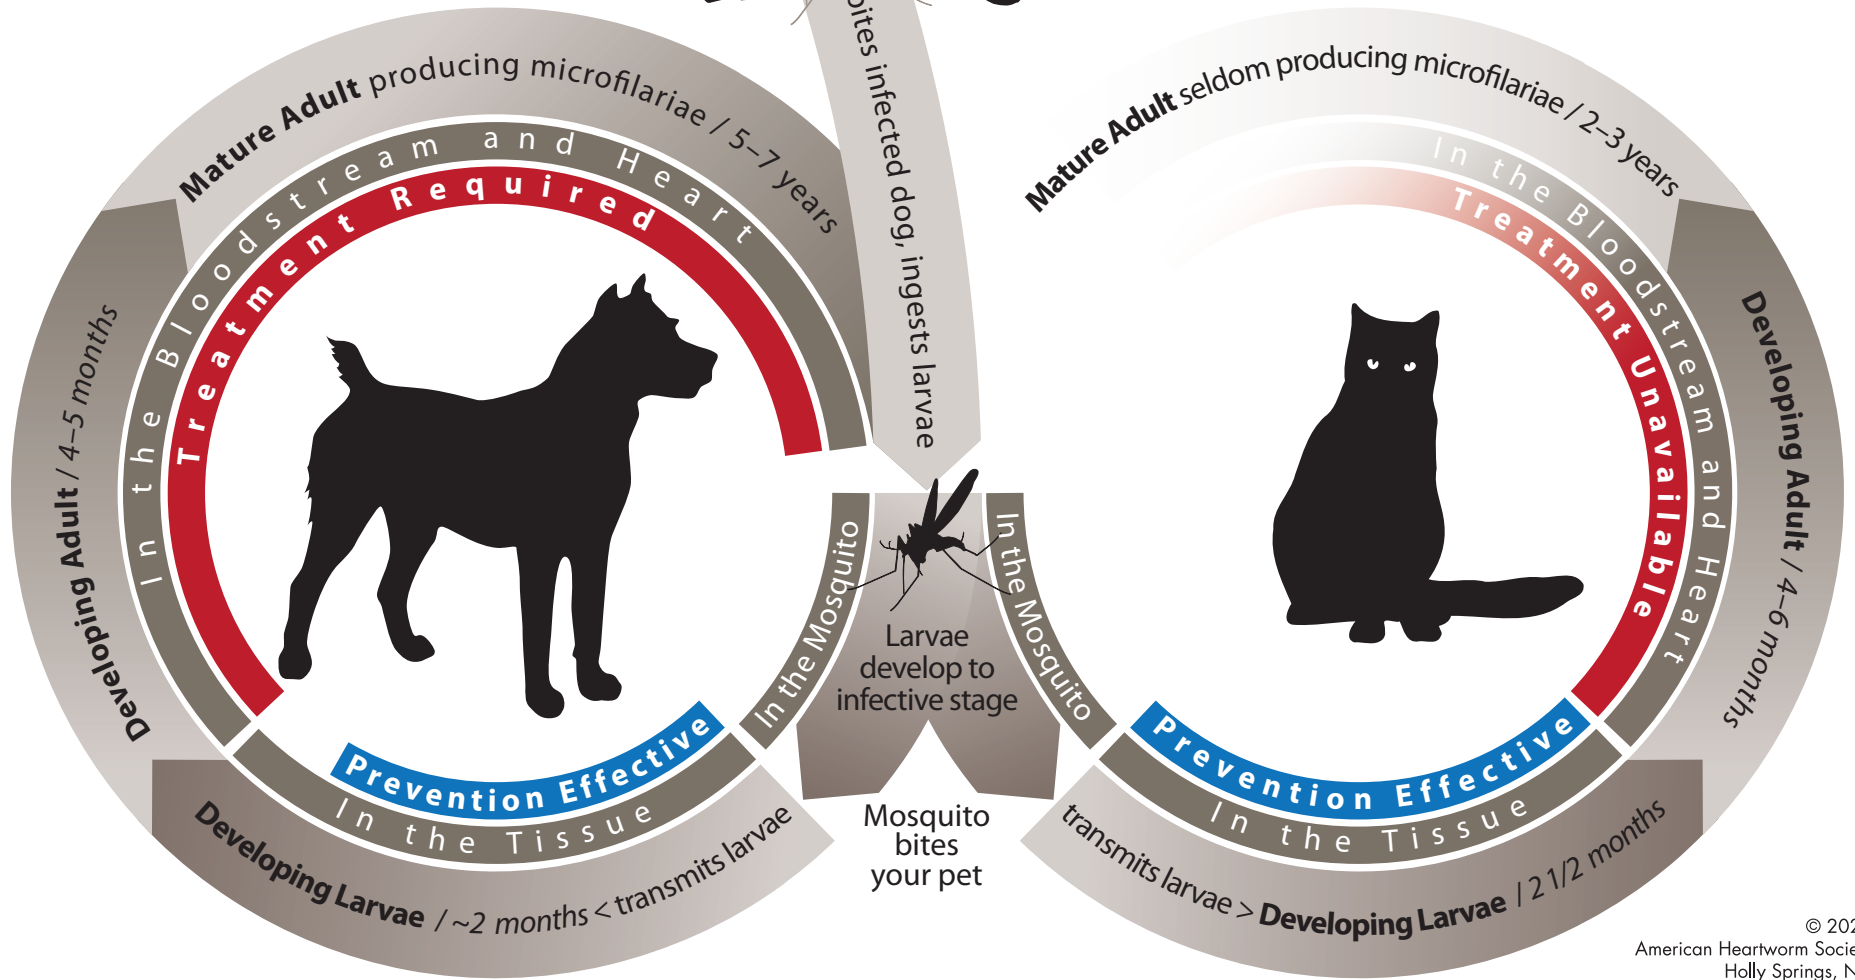 bites infected dog, ingests larvae
Mature Adult producing microfilariae / 5–7 years
In the Bloodstream and Heart
Treatment Required
Developing Adult / 4–5 months
Prevention Effective
In the Tissue
Developing Larvae / ~2 months < transmits larvae
In the Mosquito
Larvae
develop to
infective stage
In the Mosquito
Mosquito
bites
your pet
Mature Adult seldom producing microfilariae / 2–3 years
In the Bloodstream and Heart
Treatment Unavailable
Developing Adult / 4–6 months
Prevention Effective
In the Tissue
transmits larvae > Developing Larvae / 2 1/2 months
©
American Heartworm
Holly Springs,